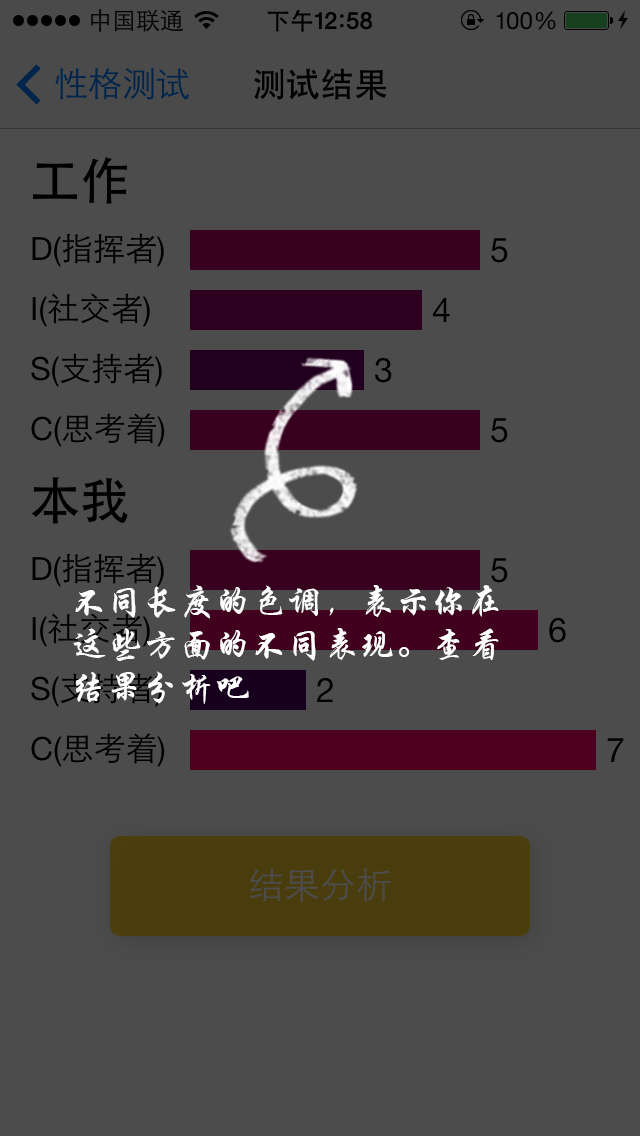 中国联通 下午12:58 100%
性格测试 测试结果
工作
D(指挥者) 5
I(社交者) 4
S(支持者) 3
C(思考着) 5
本我
D(指挥者) 5
I(社交者) 6
S(支持者) 2
C(思考着) 7
不同长度的色调，表示你在
这些方面的不同表现。查看
结果分析吧
结果分析